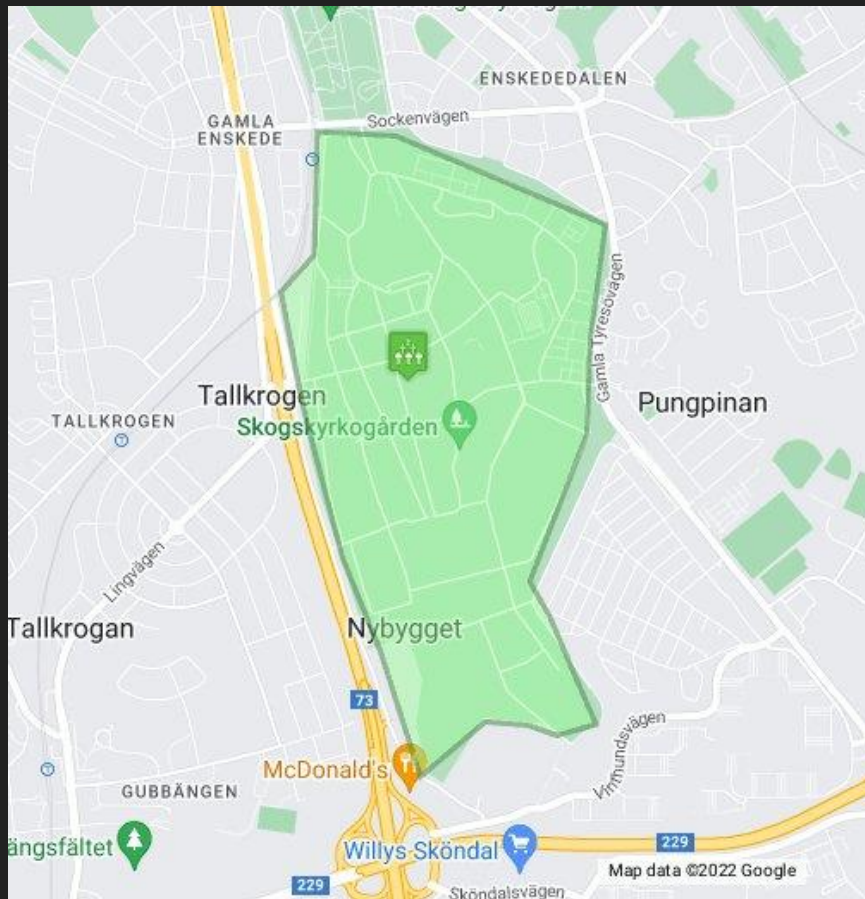 ENSKEDEDALEN
Sockenvägen
GAMLA
ENSKEDE
Gamla Tyresövägen
Tallkrogen
Pungpinan
TALLKROGEN
Skogskyrkogården
Lingvägen
Tallkrogan
Nybygget
73
Vinthundsvägen
McDonald's
GUBBÄNGEN
ängsfältet
Willys Sköndal
229
Map data ©2022 Google
229
Sköndalsvägen